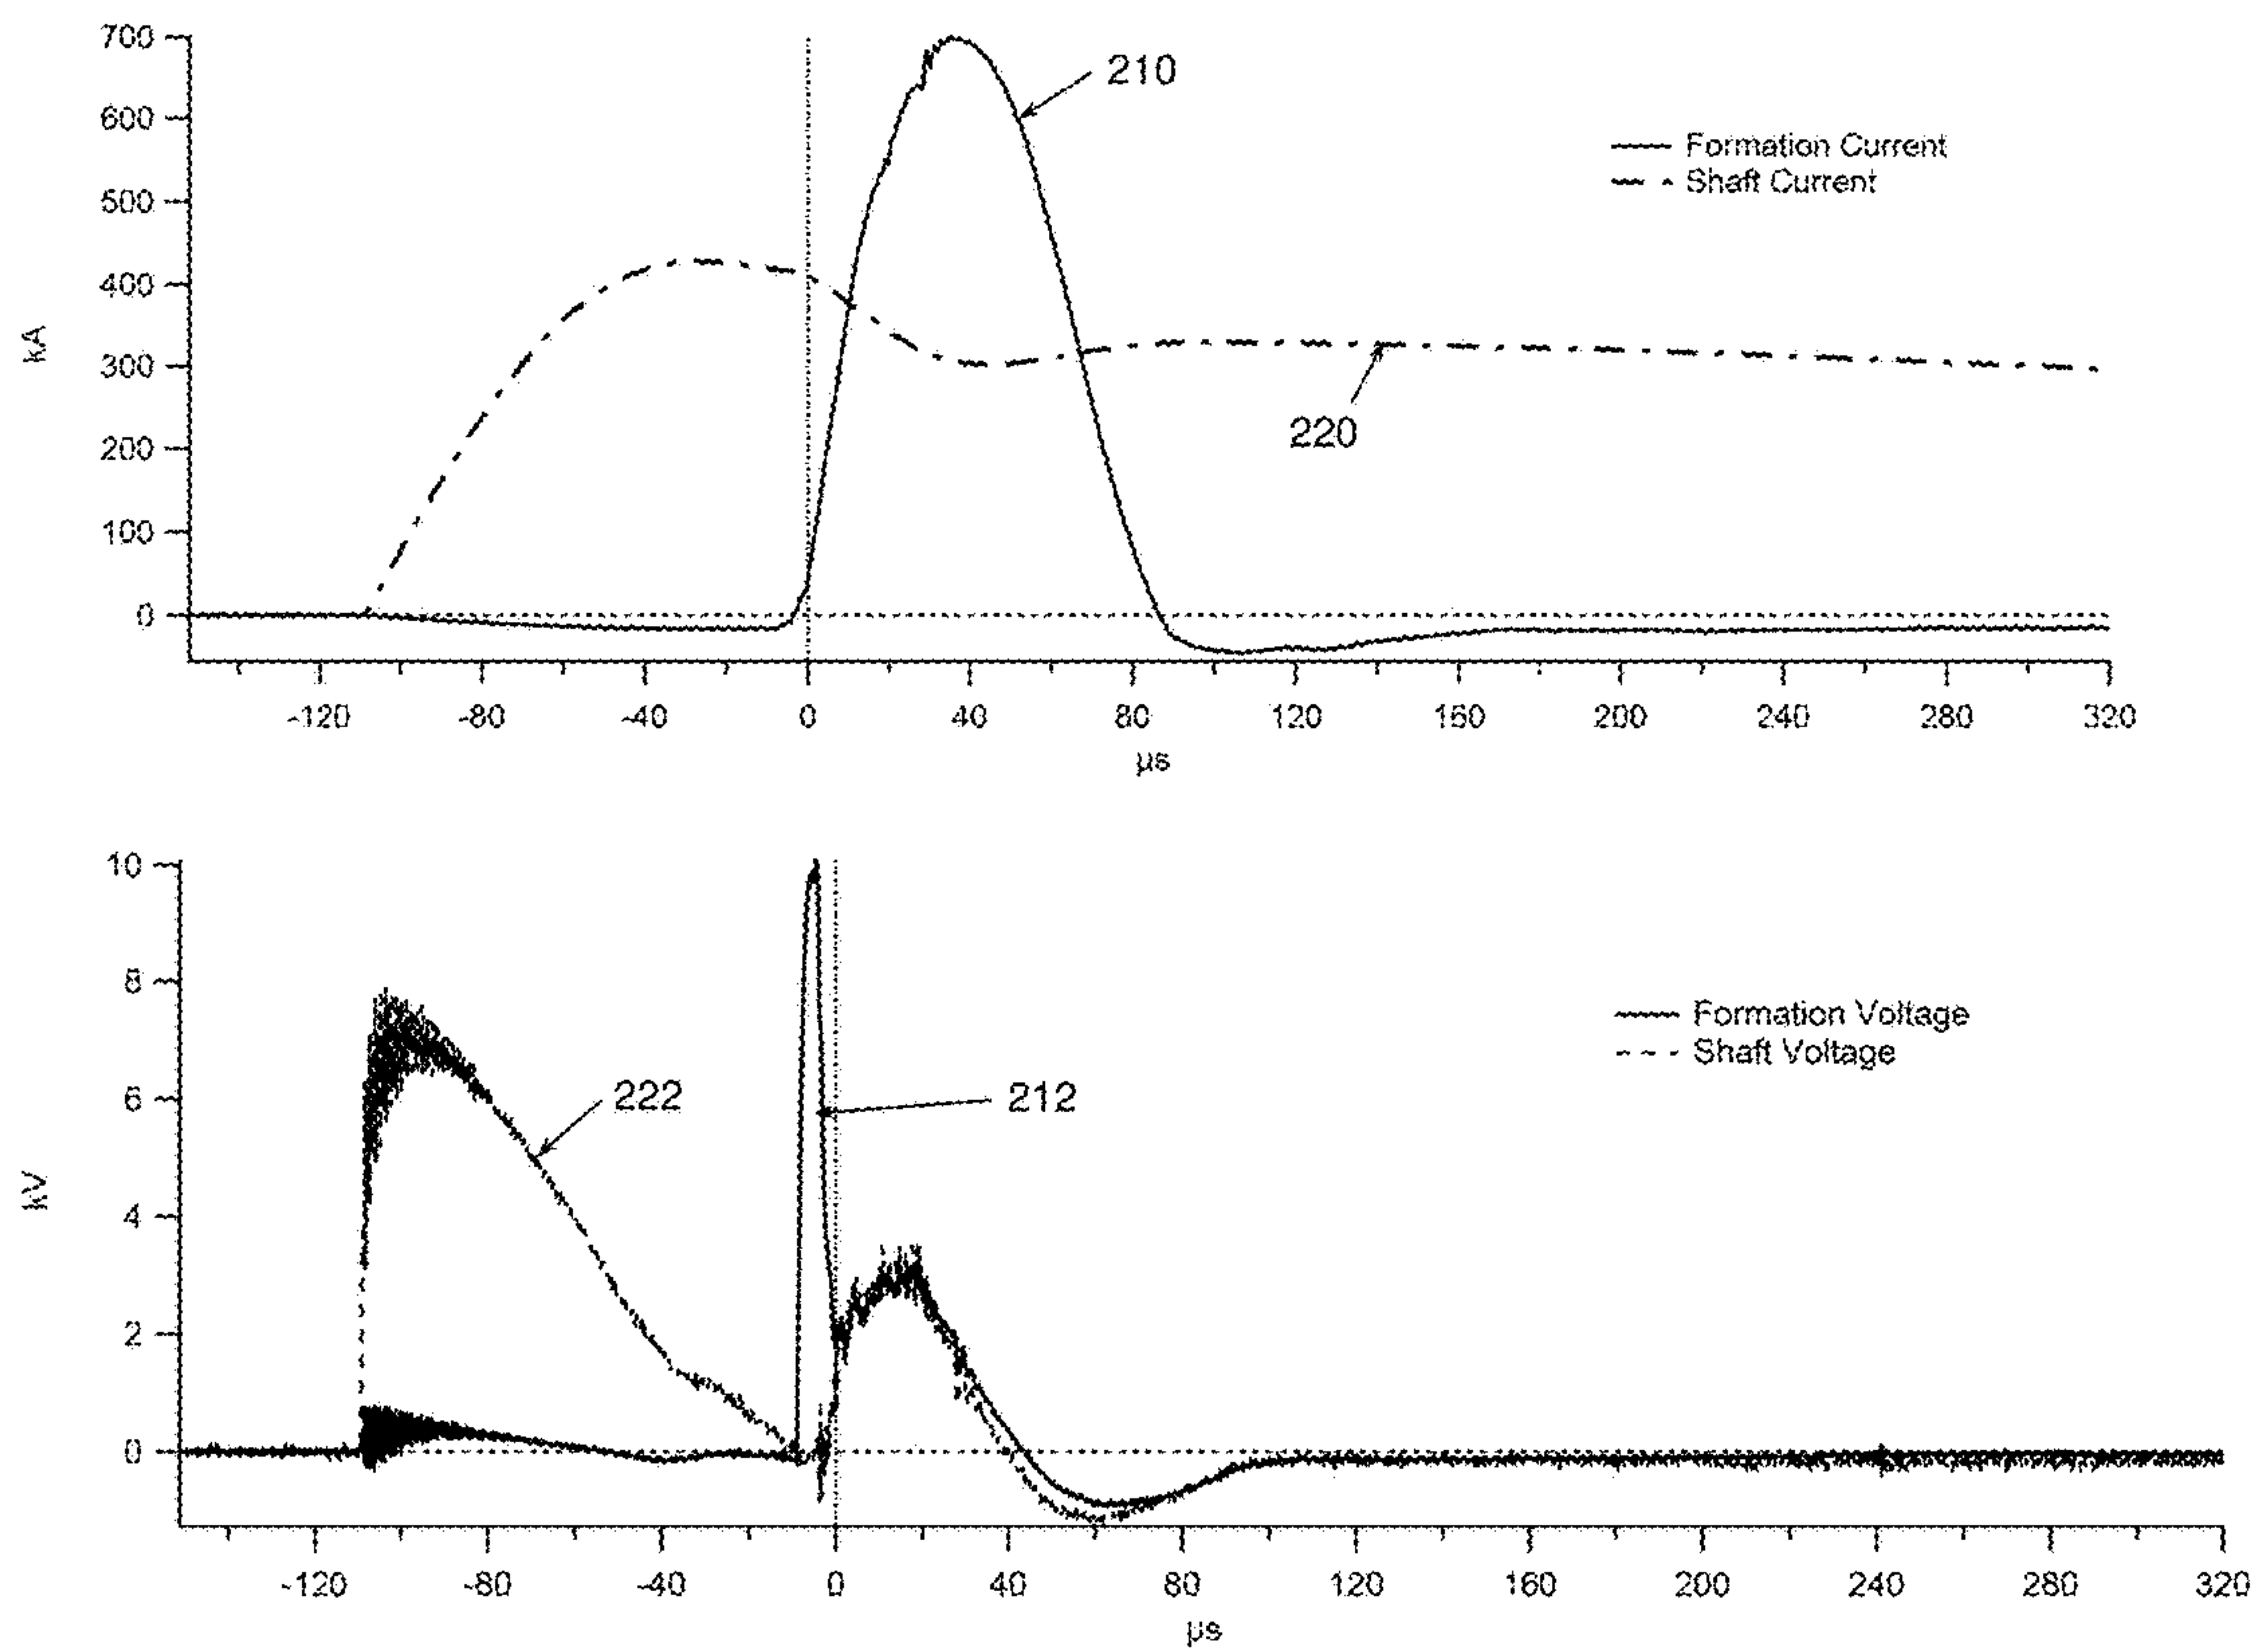 700
600
500
400
300
200
100
0
kA
210
220
Formation Current
Shaft Current
-120 -80 -40 0 40 80 120 160 200 240 280 320
µs
10
8
6
4
2
0
kV
222
212
Formation Voltage
Shaft Voltage
-120 -80 -40 0 40 80 120 160 200 240 280 320
µs